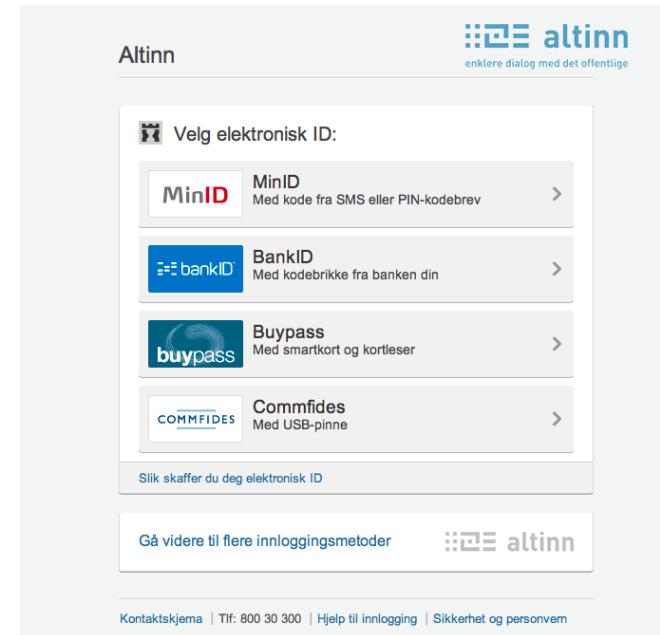 Altinn
altinn
enklere dialog med det offentlige
Velg elektronisk ID:
MinID
MinID
Med kode fra SMS eller PIN-kodebrev
bankID
BankID
Med kodebrikke fra banken din
buypass
Buypass
Med smartkort og kortleser
COMMFIDES
Commfides
Med USB-pinne
Slik skaffer du deg elektronisk ID
Gå videre til flere innloggingsmetoder
altinn
Kontaktskjema | Tlf: 800 30 300 | Hjelp til innlogging | Sikkerhet og personvern